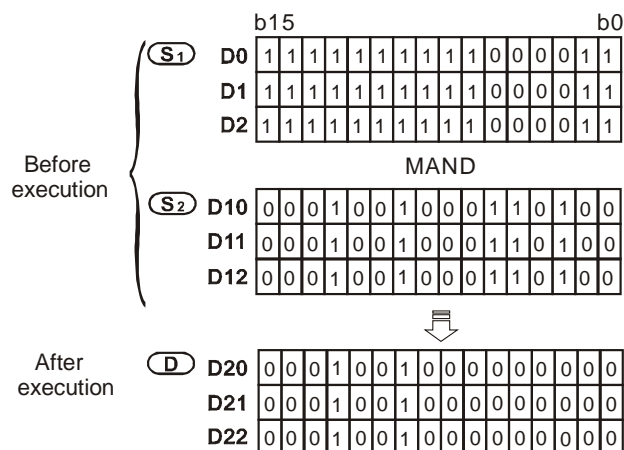 b15 b0
S1 D0 1 1 1 1 1 1 1 1 1 1 0 0 0 0 1 1
D1 1 1 1 1 1 1 1 1 1 1 0 0 0 0 1 1
D2 1 1 1 1 1 1 1 1 1 1 0 0 0 0 1 1
Before
execution
MAND
S2 D10 0 0 0 1 0 0 1 0 0 0 1 1 0 1 0 0
D11 0 0 0 1 0 0 1 0 0 0 1 1 0 1 0 0
D12 0 0 0 1 0 0 1 0 0 0 1 1 0 1 0 0
After
execution
D D20 0 0 0 1 0 0 1 0 0 0 0 0 0 0 0 0
D21 0 0 0 1 0 0 1 0 0 0 0 0 0 0 0 0
D22 0 0 0 1 0 0 1 0 0 0 0 0 0 0 0 0